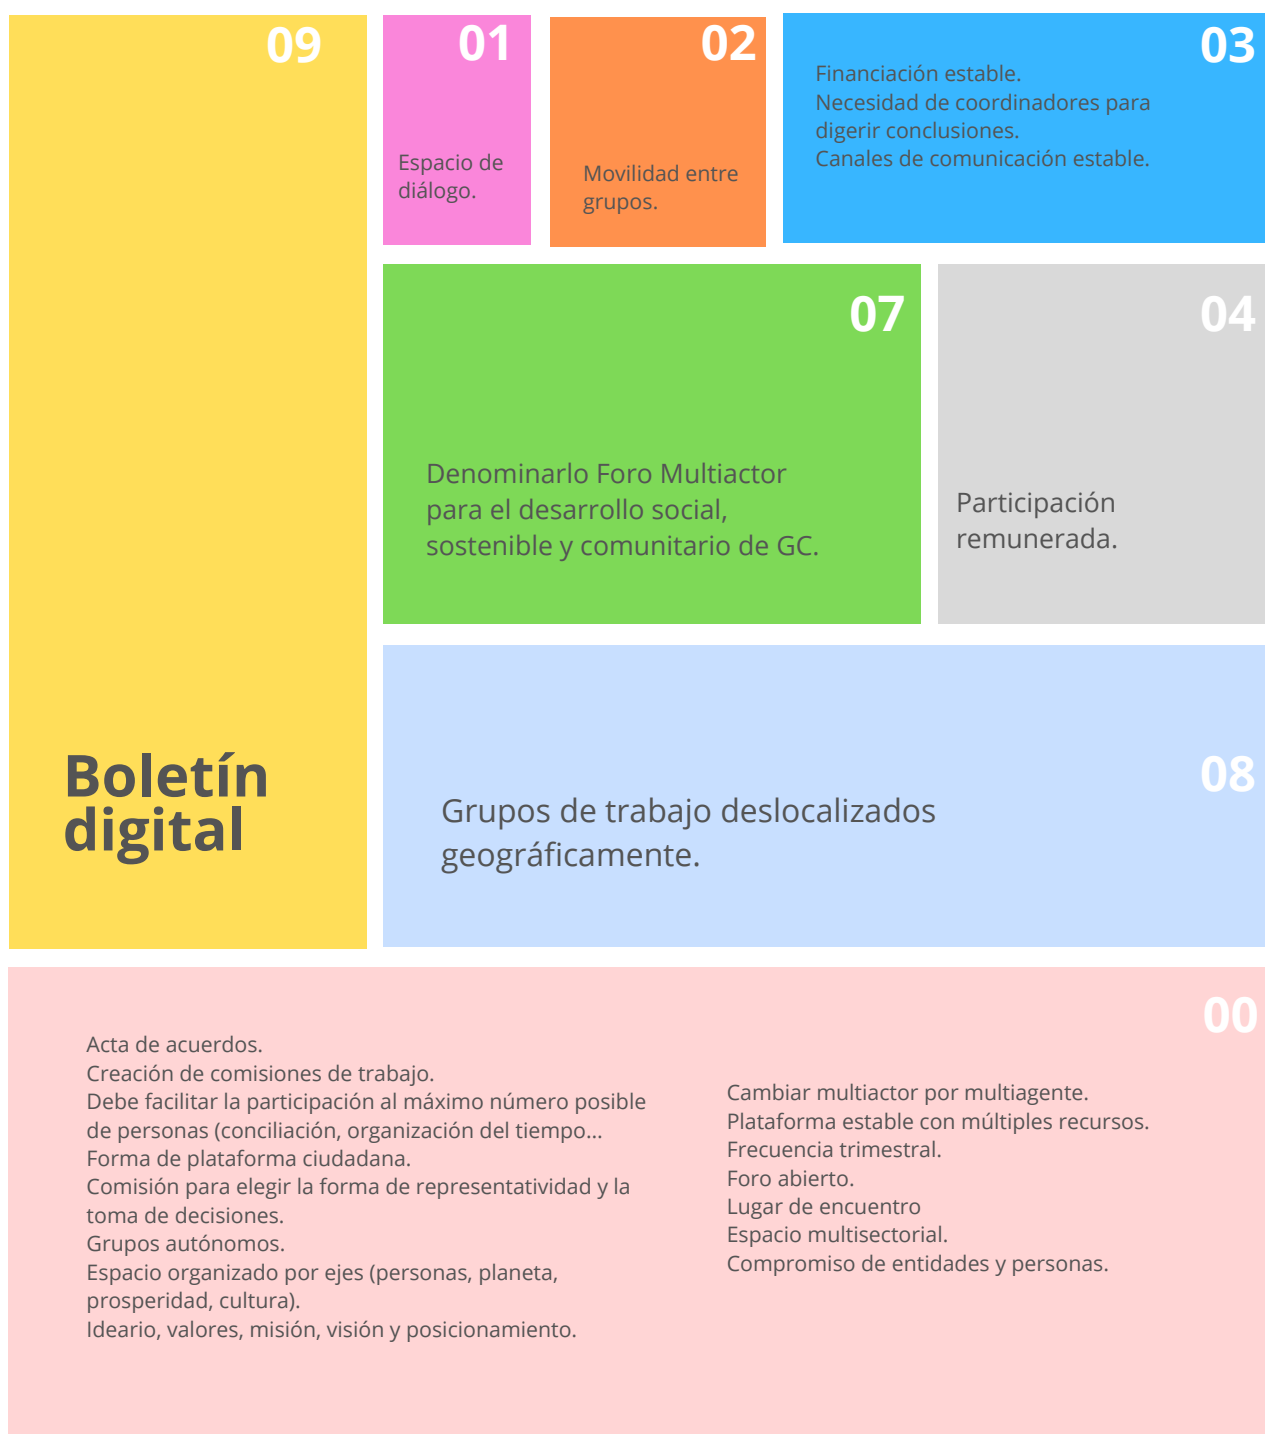 09
Boletín
digital
01
Espacio de
diálogo.
02
Movilidad entre
grupos.
03
Financiación estable.
Necesidad de coordinadores para
digerir conclusiones.
Canales de comunicación estable.
07
Denominarlo Foro Multiactor
para el desarrollo social,
sostenible y comunitario de GC.
04
Participación
remunerada.
08
Grupos de trabajo deslocalizados
geográficamente.
00
Acta de acuerdos.
Creación de comisiones de trabajo.
Debe facilitar la participación al máximo número posible
de personas (conciliación, organización del tiempo...
Forma de plataforma ciudadana.
Comisión para elegir la forma de representatividad y la
toma de decisiones.
Grupos autónomos.
Espacio organizado por ejes (personas, planeta,
prosperidad, cultura).
Ideario, valores, misión, visión y posicionamiento.
Cambiar multiactor por multiagente.
Plataforma estable con múltiples recursos.
Frecuencia trimestral.
Foro abierto.
Lugar de encuentro
Espacio multisectorial.
Compromiso de entidades y personas.